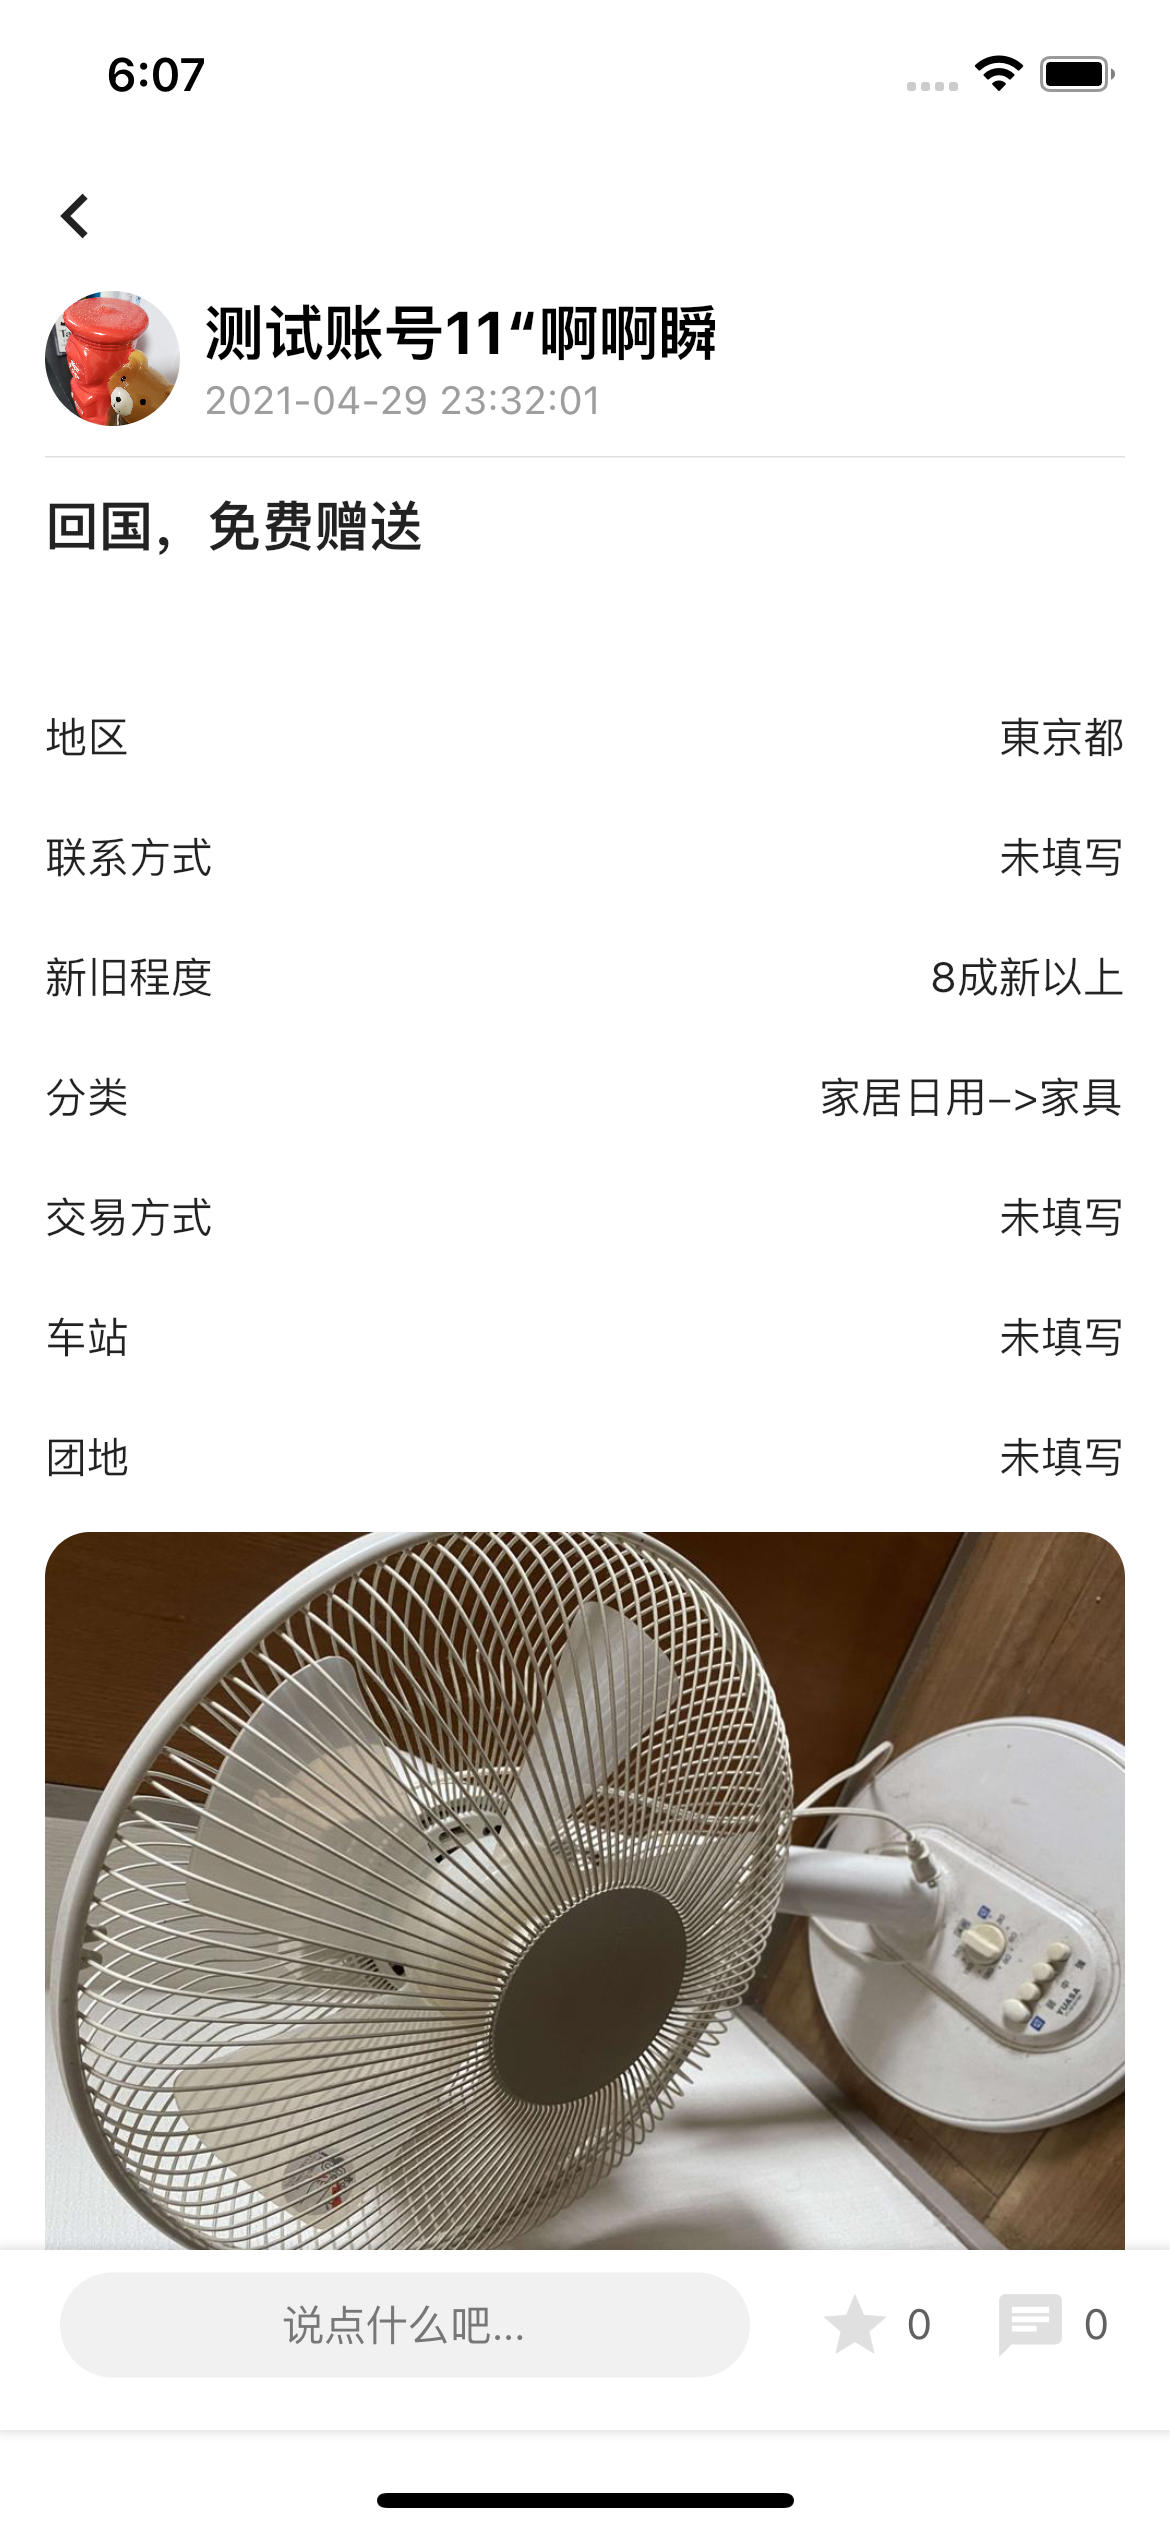 6:07
测试账号11“啊啊瞬
2021-04-29 23:32:01
回国，免费赠送
地区 東京都
联系方式 未填写
新旧程度 8成新以上
分类 家居日用->家具
交易方式 未填写
车站 未填写
团地 未填写
YUASA
说点什么吧... 0 0